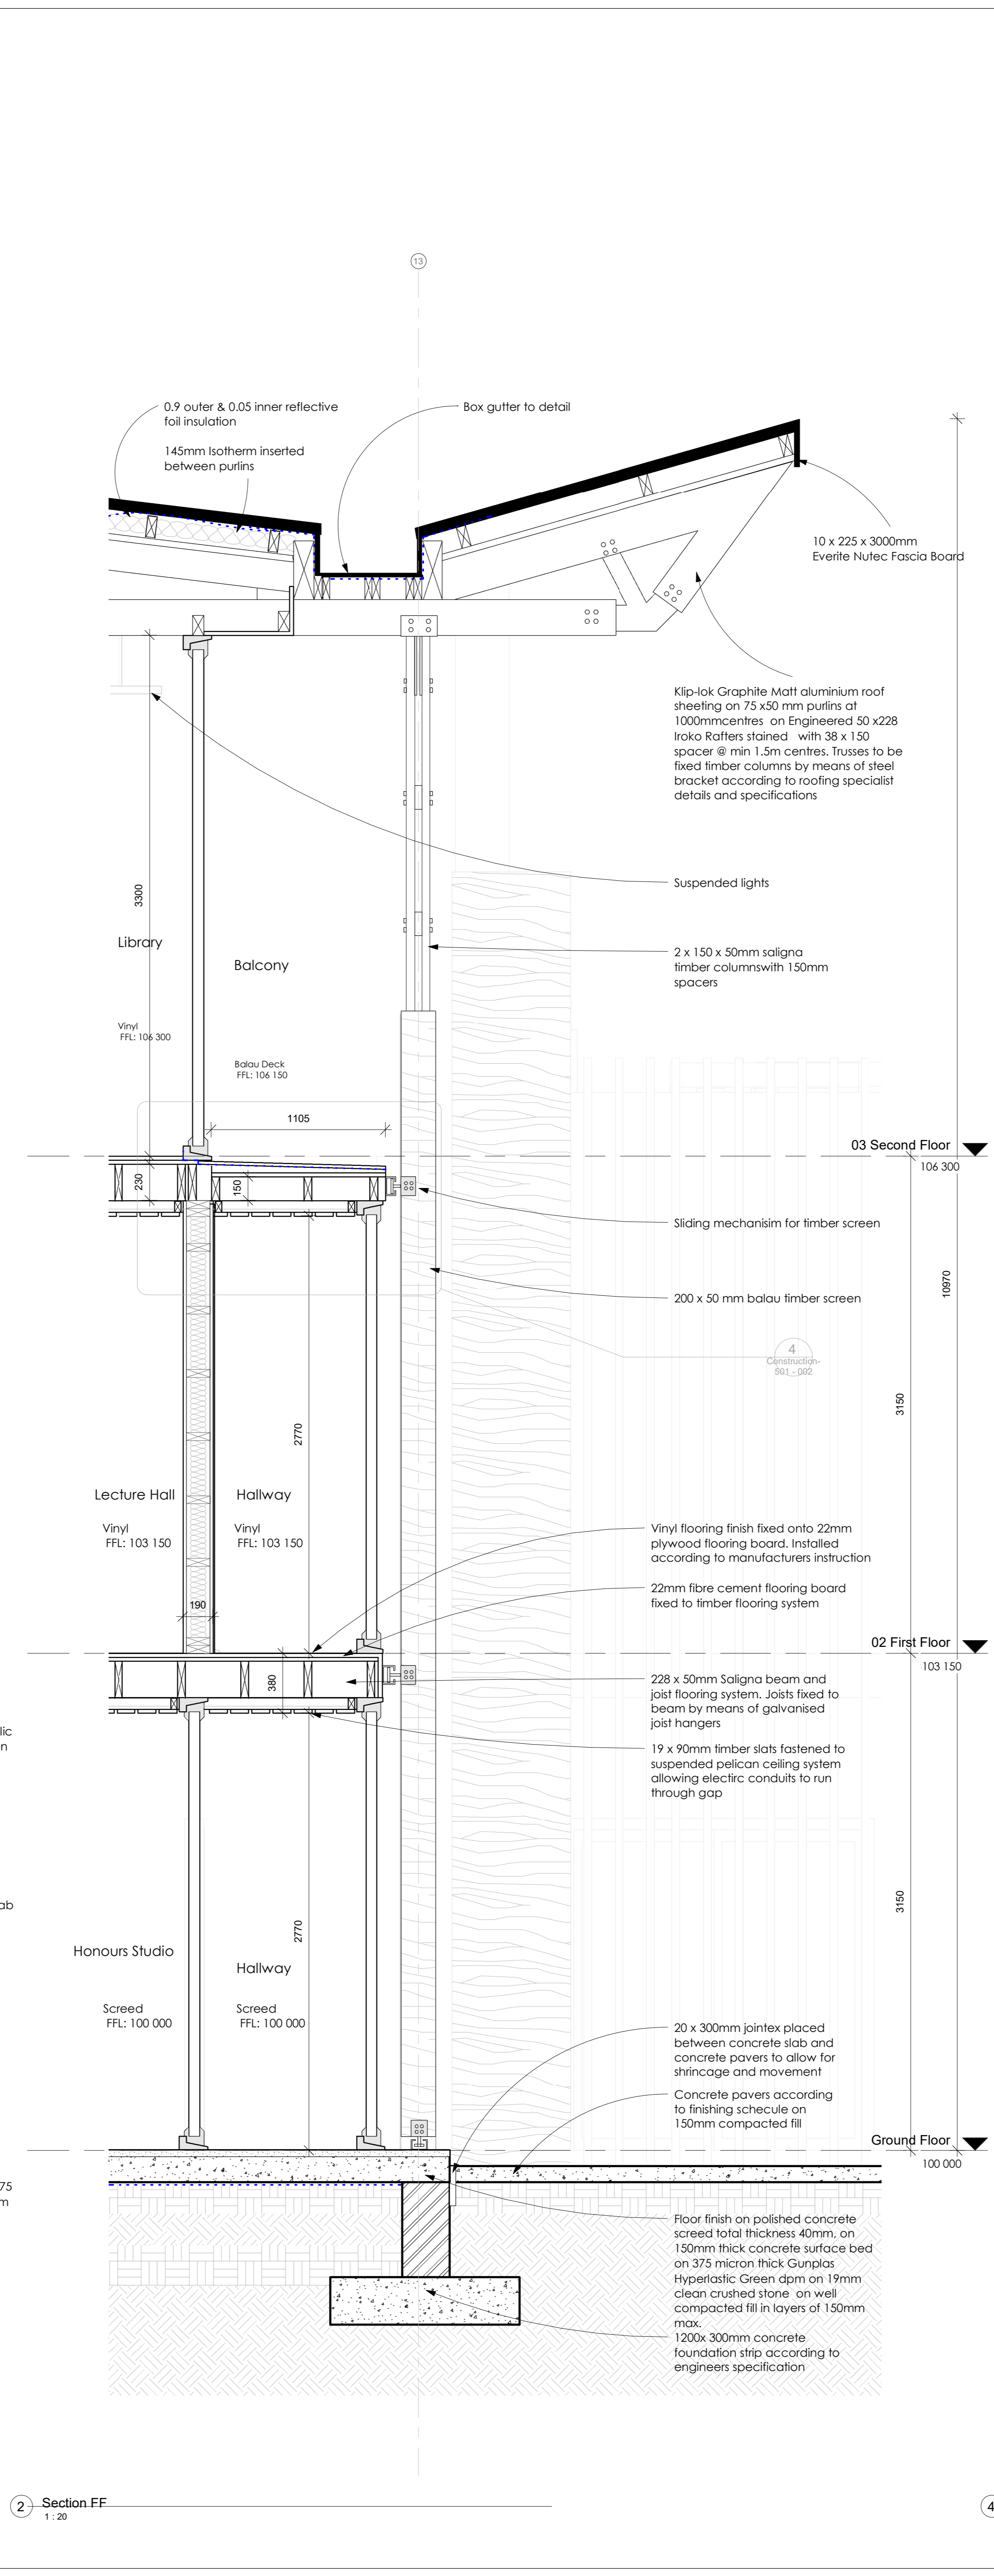 13
0.9 outer & 0.05 inner reflective
foil insulation
145mm Isotherm inserted
between purlins
Box gutter to detail
10 x 225 x 3000mm
Everite Nutec Fascia Board
Klip-lok Graphite Matt aluminium roof
sheeting on 75 x50 mm purlins at
1000mmcentres on Engineered 50 x228
Iroko Rafters stained with 38 x 150
spacer @ min 1.5m centres. Trusses to be
fixed timber columns by means of steel
bracket according to roofing specialist
details and specifications
Suspended lights
3300
Library
Balcony
2 x 150 x 50mm saligna
timber columnswith 150mm
spacers
Vinyl
FFL: 106 300
Balau Deck
FFL: 106 150
1105
03 Second Floor
106 300
230
150
Sliding mechanisim for timber screen
10970
200 x 50 mm balau timber screen
4
Construction-
S01 - 002
3150
2770
Lecture Hall
Hallway
Vinyl
FFL: 103 150
Vinyl
FFL: 103 150
Vinyl flooring finish fixed onto 22mm
plywood flooring board. Installed
according to manufacturers instruction
22mm fibre cement flooring board
fixed to timber flooring system
190
02 First Floor
103 150
380
228 x 50mm Saligna beam and
joist flooring system. Joists fixed to
beam by means of galvanised
joist hangers
lic
n
19 x 90mm timber slats fastened to
suspended pelican ceiling system
allowing electirc conduits to run
through gap
3150
ab
2770
Honours Studio
Hallway
Screed
FFL: 100 000
Screed
FFL: 100 000
20 x 300mm jointex placed
between concrete slab and
concrete pavers to allow for
shrincage and movement
Concrete pavers according
to finishing schecule on
150mm compacted fill
Ground Floor
100 000
75
m
Floor finish on polished concrete
screed total thickness 40mm, on
150mm thick concrete surface bed
on 375 micron thick Gunplas
Hyperlastic Green dpm on 19mm
clean crushed stone on well
compacted fill in layers of 150mm
max.
1200x 300mm concrete
foundation strip according to
engineers specification
2
Section FF
1 : 20
4